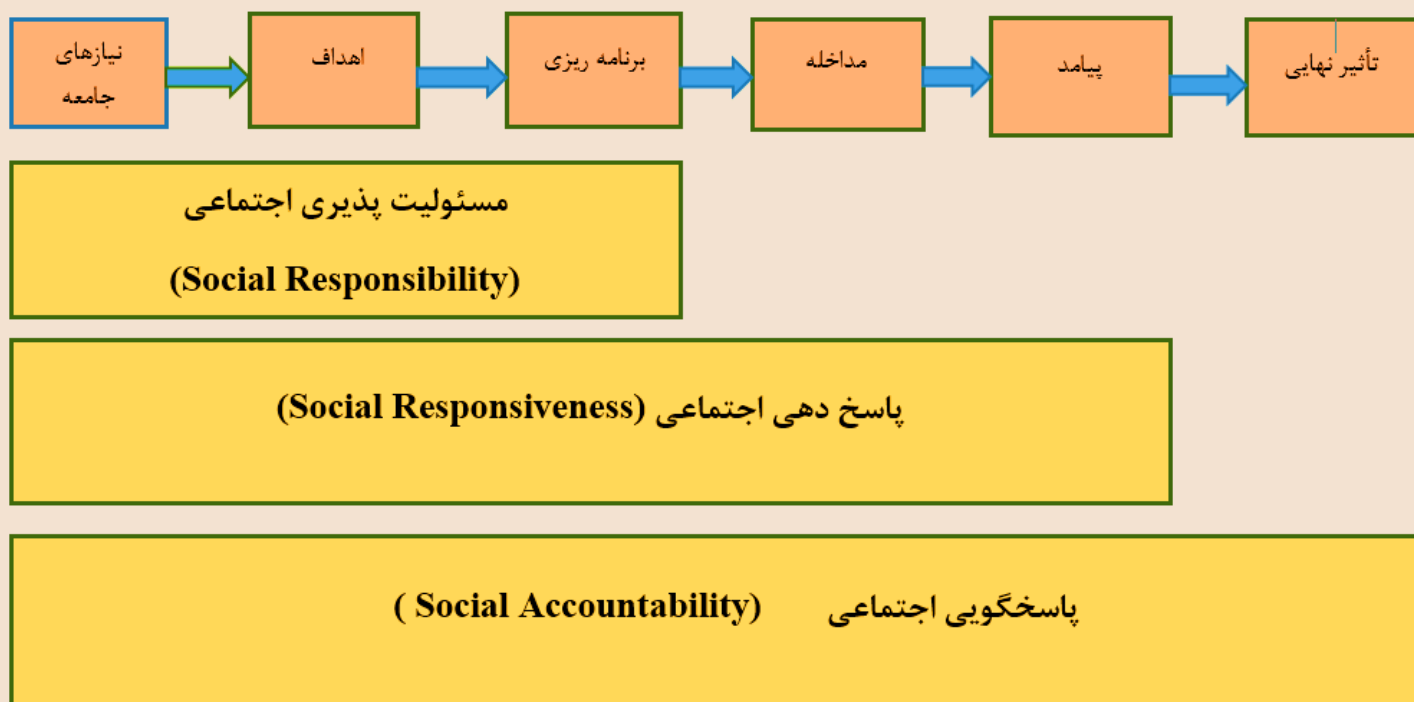 نیازهای
جامعه
اهداف
برنامه ریزی
مداخله
پیامد
تأثیر نهایی
مسئولیت پذیری اجتماعی
(Social Responsibility)
پاسخ دهی اجتماعی (Social Responsiveness)
پاسخگویی اجتماعی (Social Accountability )